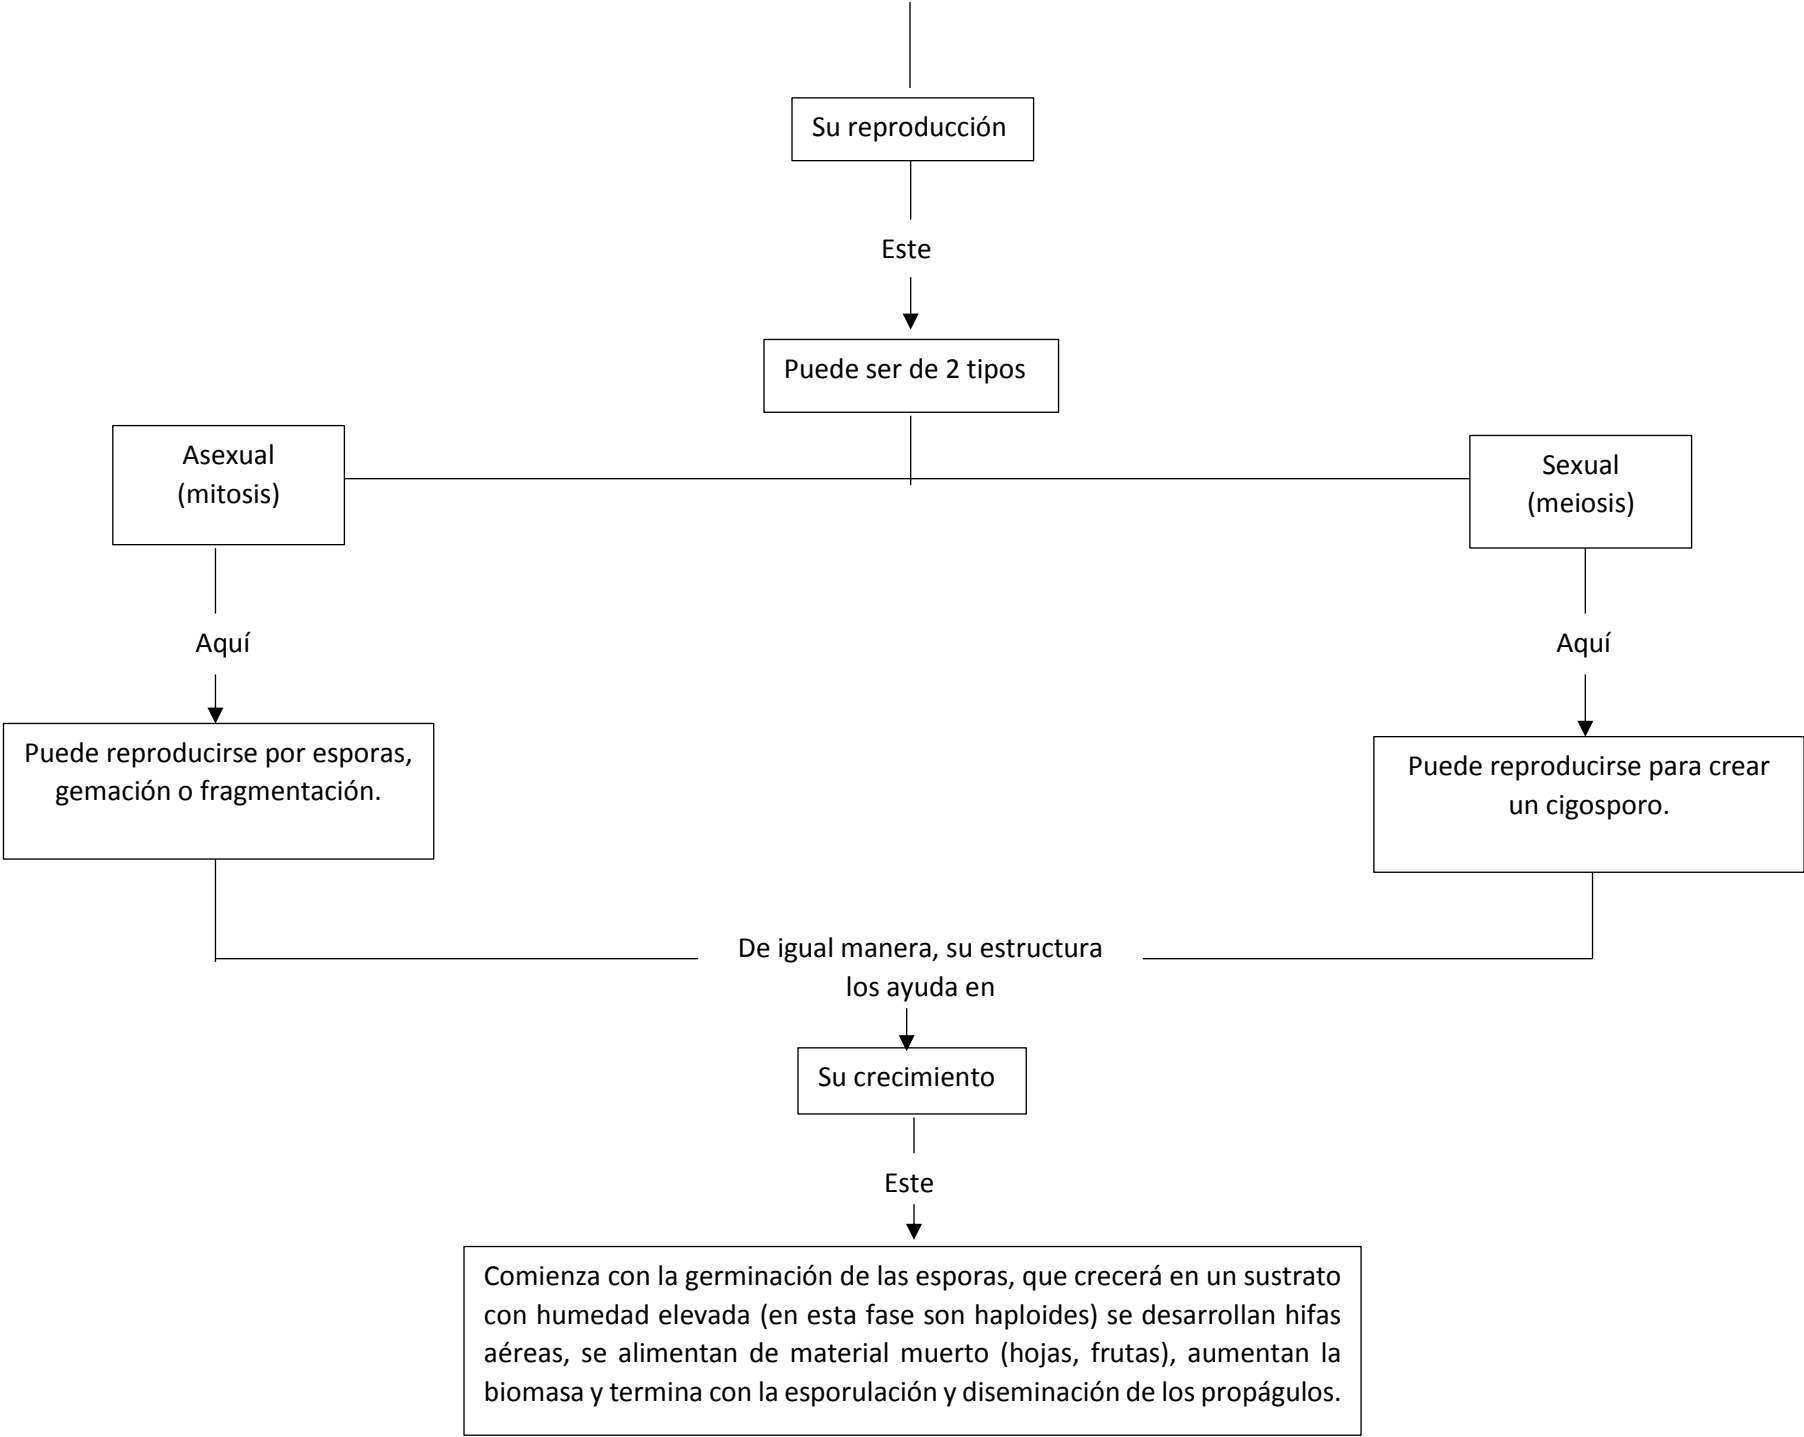 Su reproducción
Este
Puede ser de 2 tipos
Asexual
(mitosis)
Sexual
(meiosis)
Aquí
Aquí
Puede reproducirse por esporas,
gemación o fragmentación.
Puede reproducirse para crear
un cigosporo.
De igual manera, su estructura
los ayuda en
Su crecimiento
Este
Comienza con la germinación de las esporas, que crecerá en un sustrato
con humedad elevada (en esta fase son haploides) se desarrollan hifas
aéreas, se alimentan de material muerto (hojas, frutas), aumentan la
biomasa y termina con la esporulación y diseminación de los propágulos.